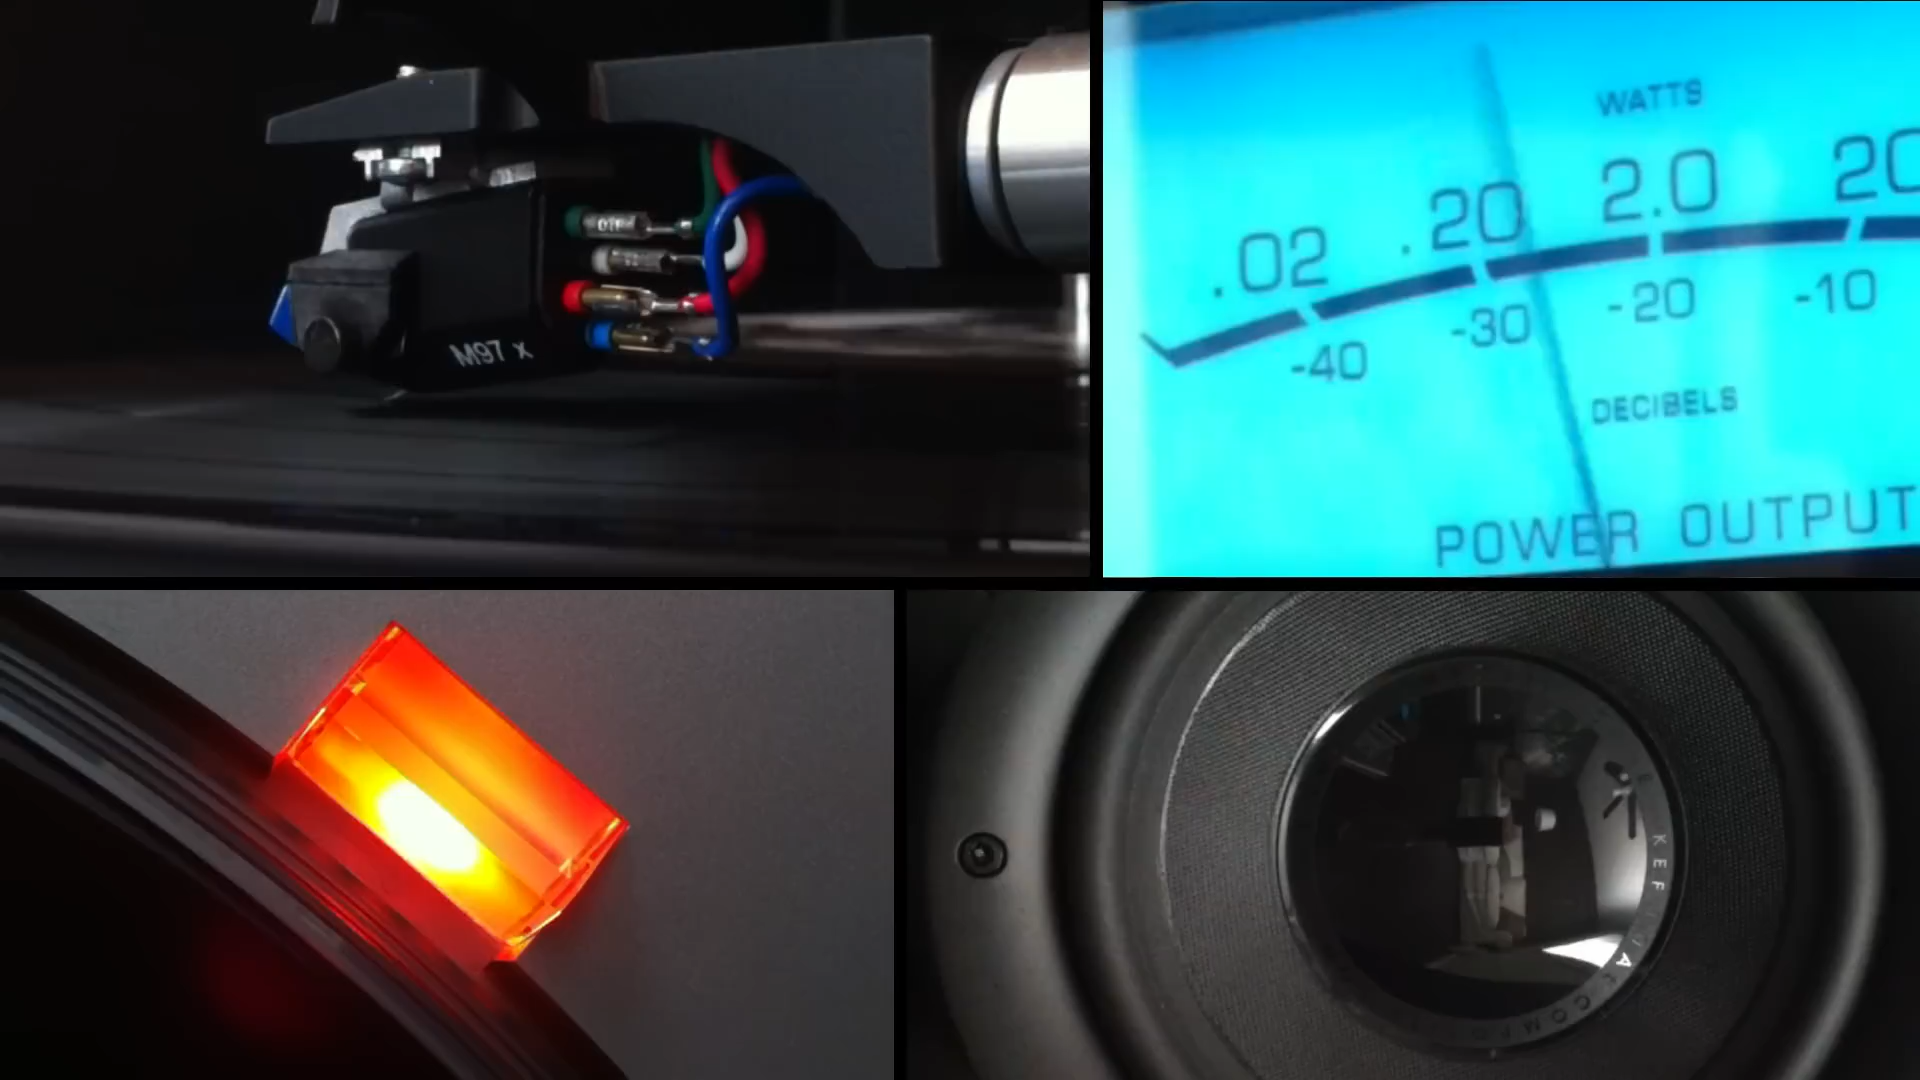 M97 x
WATTS
.02 .20 2.0 20
-40 -30 -20 -10
DECIBELS
POWER OUTPUT
KEF